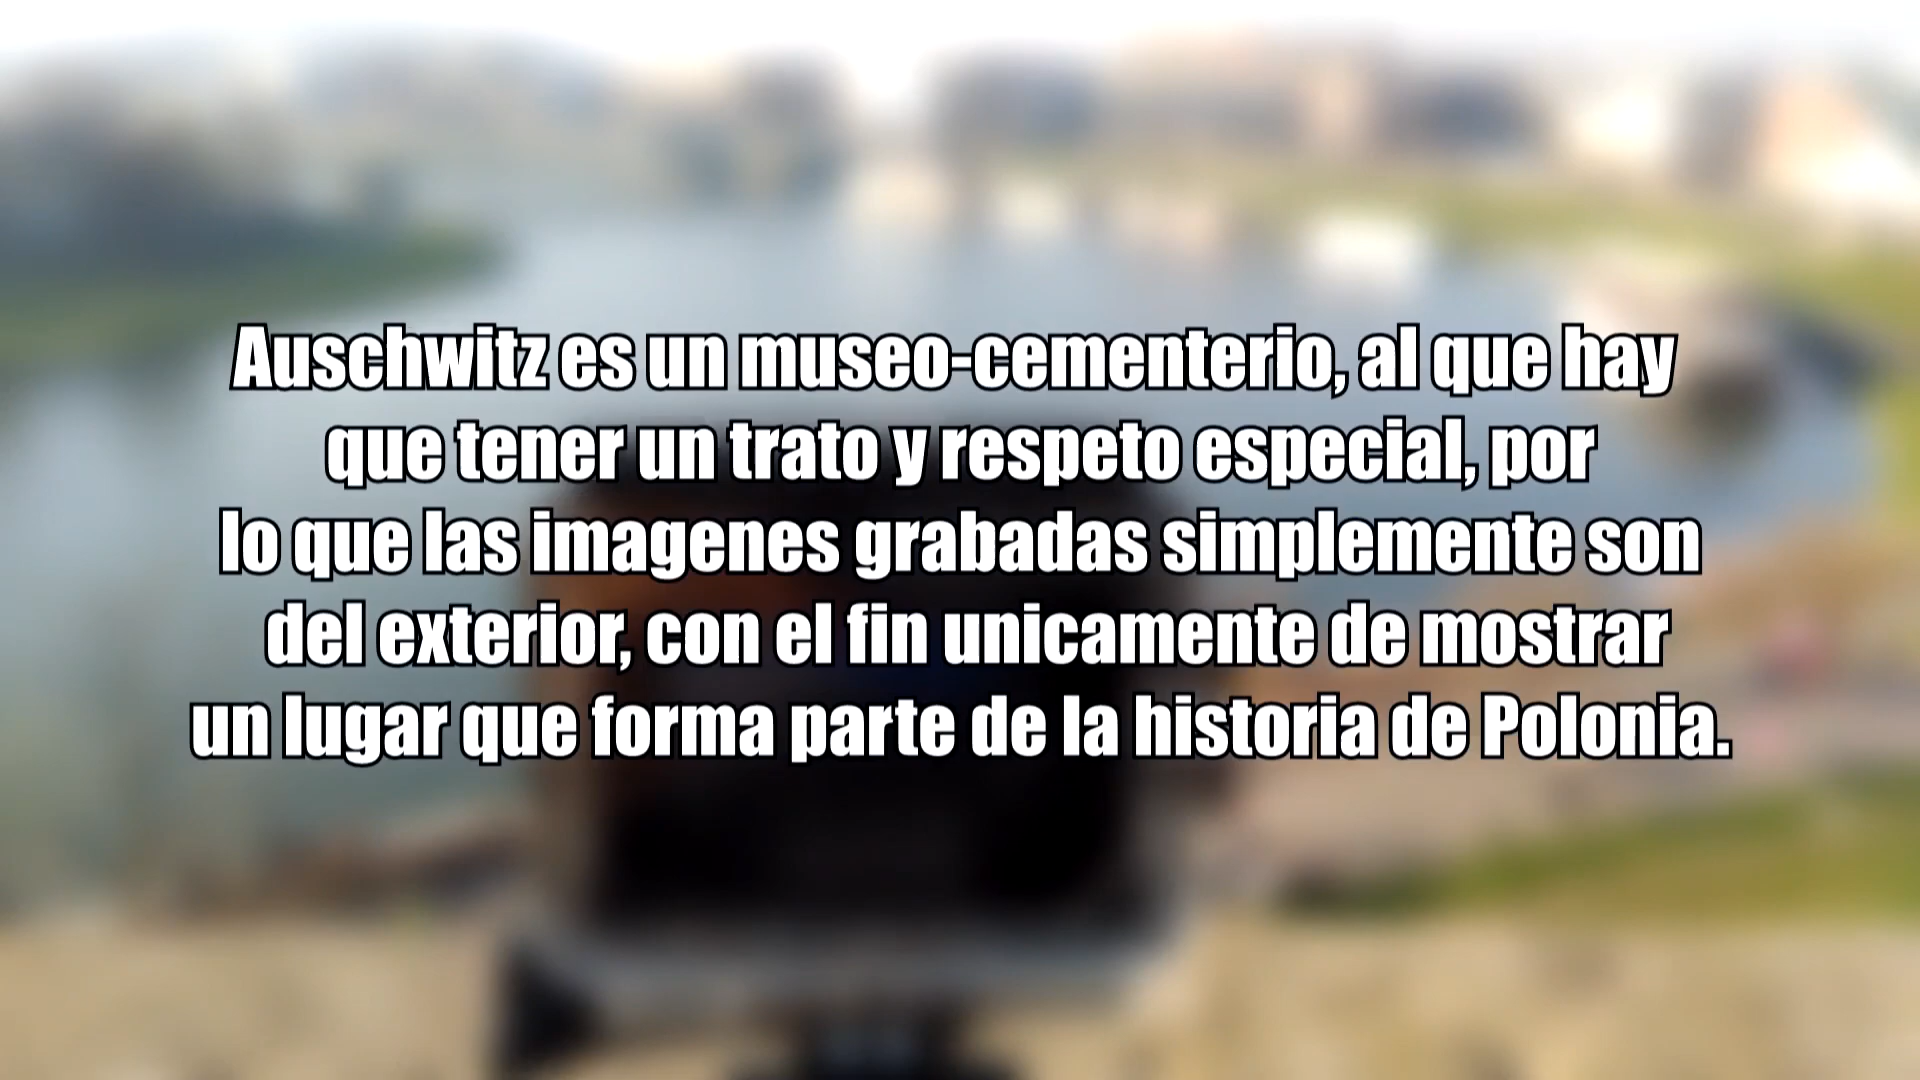 Auschwitz es un museo-cementerio, al que hay
que tener un trato y respeto especial, por
lo que las imagenes grabadas simplemente son
del exterior, con el fin unicamente de mostrar
un lugar que forma parte de la historia de Polonia.